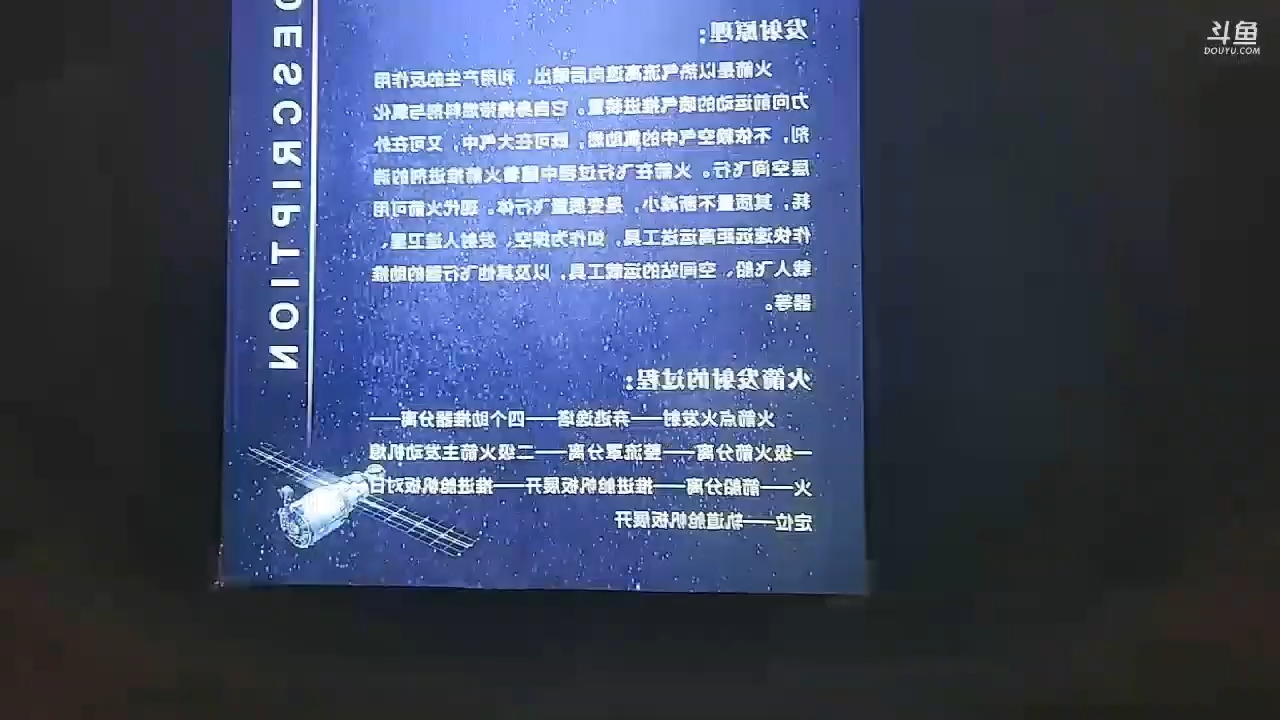 斗鱼
DOUYU.COM
DESCRIPTION
发射原理：
火箭是以热气流高速向后喷出，利用产生的反作用
力向前运动的喷气推进装置。它自身携带燃料剂与氧化
剂，不依赖空气中的氧助燃，既可在大气中，又可在外
层空间飞行。火箭在飞行过程中随着火箭推进剂的消
耗，其质量不断减小，是变质量飞行体。现代火箭可用
作快速远距离运送工具，如作为探空、发射人造卫星、
载人飞船、空间站的运载工具，以及其他飞行器的助推
器等。
火箭发射的过程：
火箭点火发射——弃逃逸塔——四个助推器分离——
一级火箭分离——整流罩分离——二级火箭主发动机熄
火——箭船分离——推进舱帆板展开——推进舱帆板对日
定位——轨道舱帆板展开